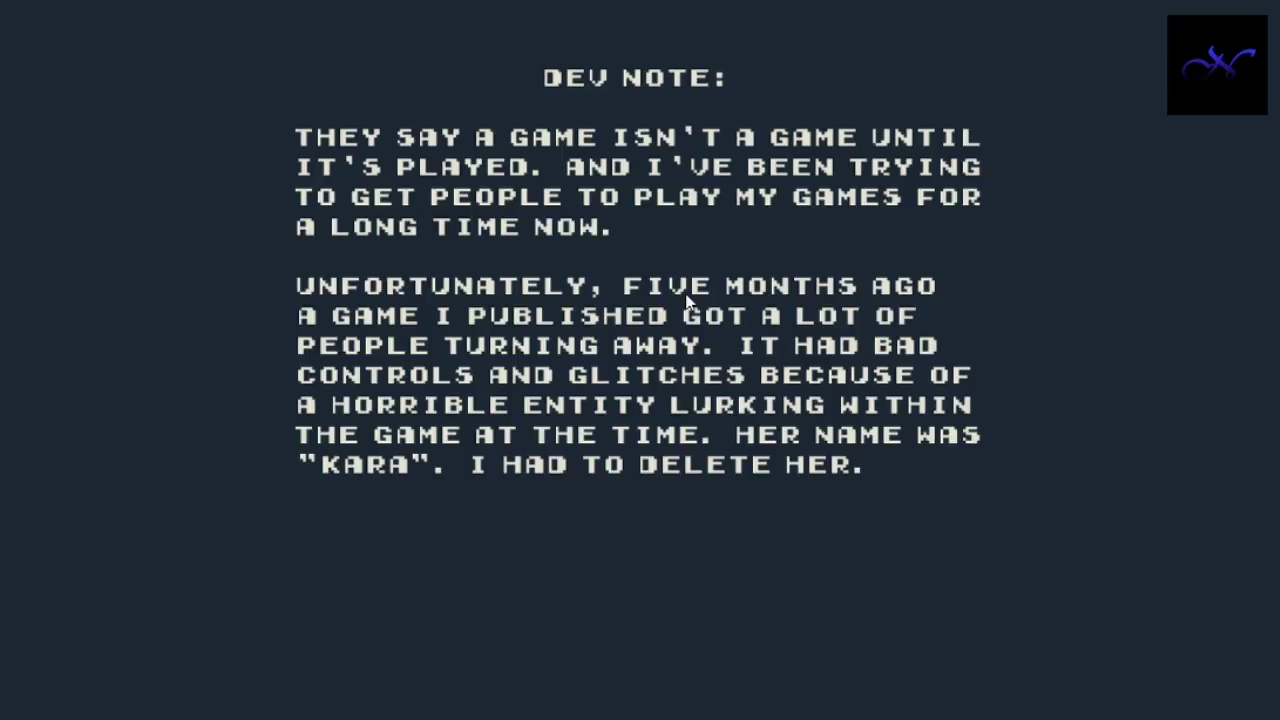 DEV NOTE:
THEY SAY A GAME ISN'T A GAME UNTIL
IT'S PLAYED. AND I'VE BEEN TRYING
TO GET PEOPLE TO PLAY MY GAMES FOR
A LONG TIME NOW.
UNFORTUNATELY, FIVE MONTHS AGO
A GAME I PUBLISHED GOT A LOT OF
PEOPLE TURNING AWAY. IT HAD BAD
CONTROLS AND GLITCHES BECAUSE OF
A HORRIBLE ENTITY LURKING WITHIN
THE GAME AT THE TIME. HER NAME WAS
"KARA". I HAD TO DELETE HER.